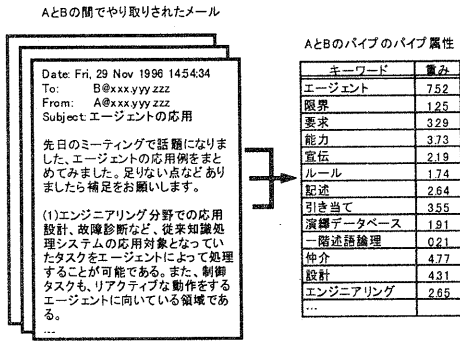 AとBの間でやり取りされたメール
Date: Fri, 29 Nov 1996 14:54:34
To: B@xxx.yyy.zzz
From: A@xxx.yyy.zzz
Subject: エージェントの応用
先日のミーティングで話題になりま
した、エージェントの応用例をまと
めてみました。足りない点などあり
ましたら補足をお願いします。
(1)エンジニアリング分野での応用
設計、故障診断など、従来知識処
理システムの応用対象となってい
たタスクをエージェントによって処理
することが可能である。また、制御
タスクも、リアクティブな動作をする
エージェントに向いている領域であ
る。
...
AとBのパイプのパイプ属性
キーワード 重み
エージェント 7.52
限界 1.25
要求 3.29
能力 3.73
宣伝 2.19
ルール 1.74
記述 2.64
引き当て 3.55
演繹データベース 1.91
一階述語論理 0.21
仲介 4.77
設計 4.31
エンジニアリング 2.65
...